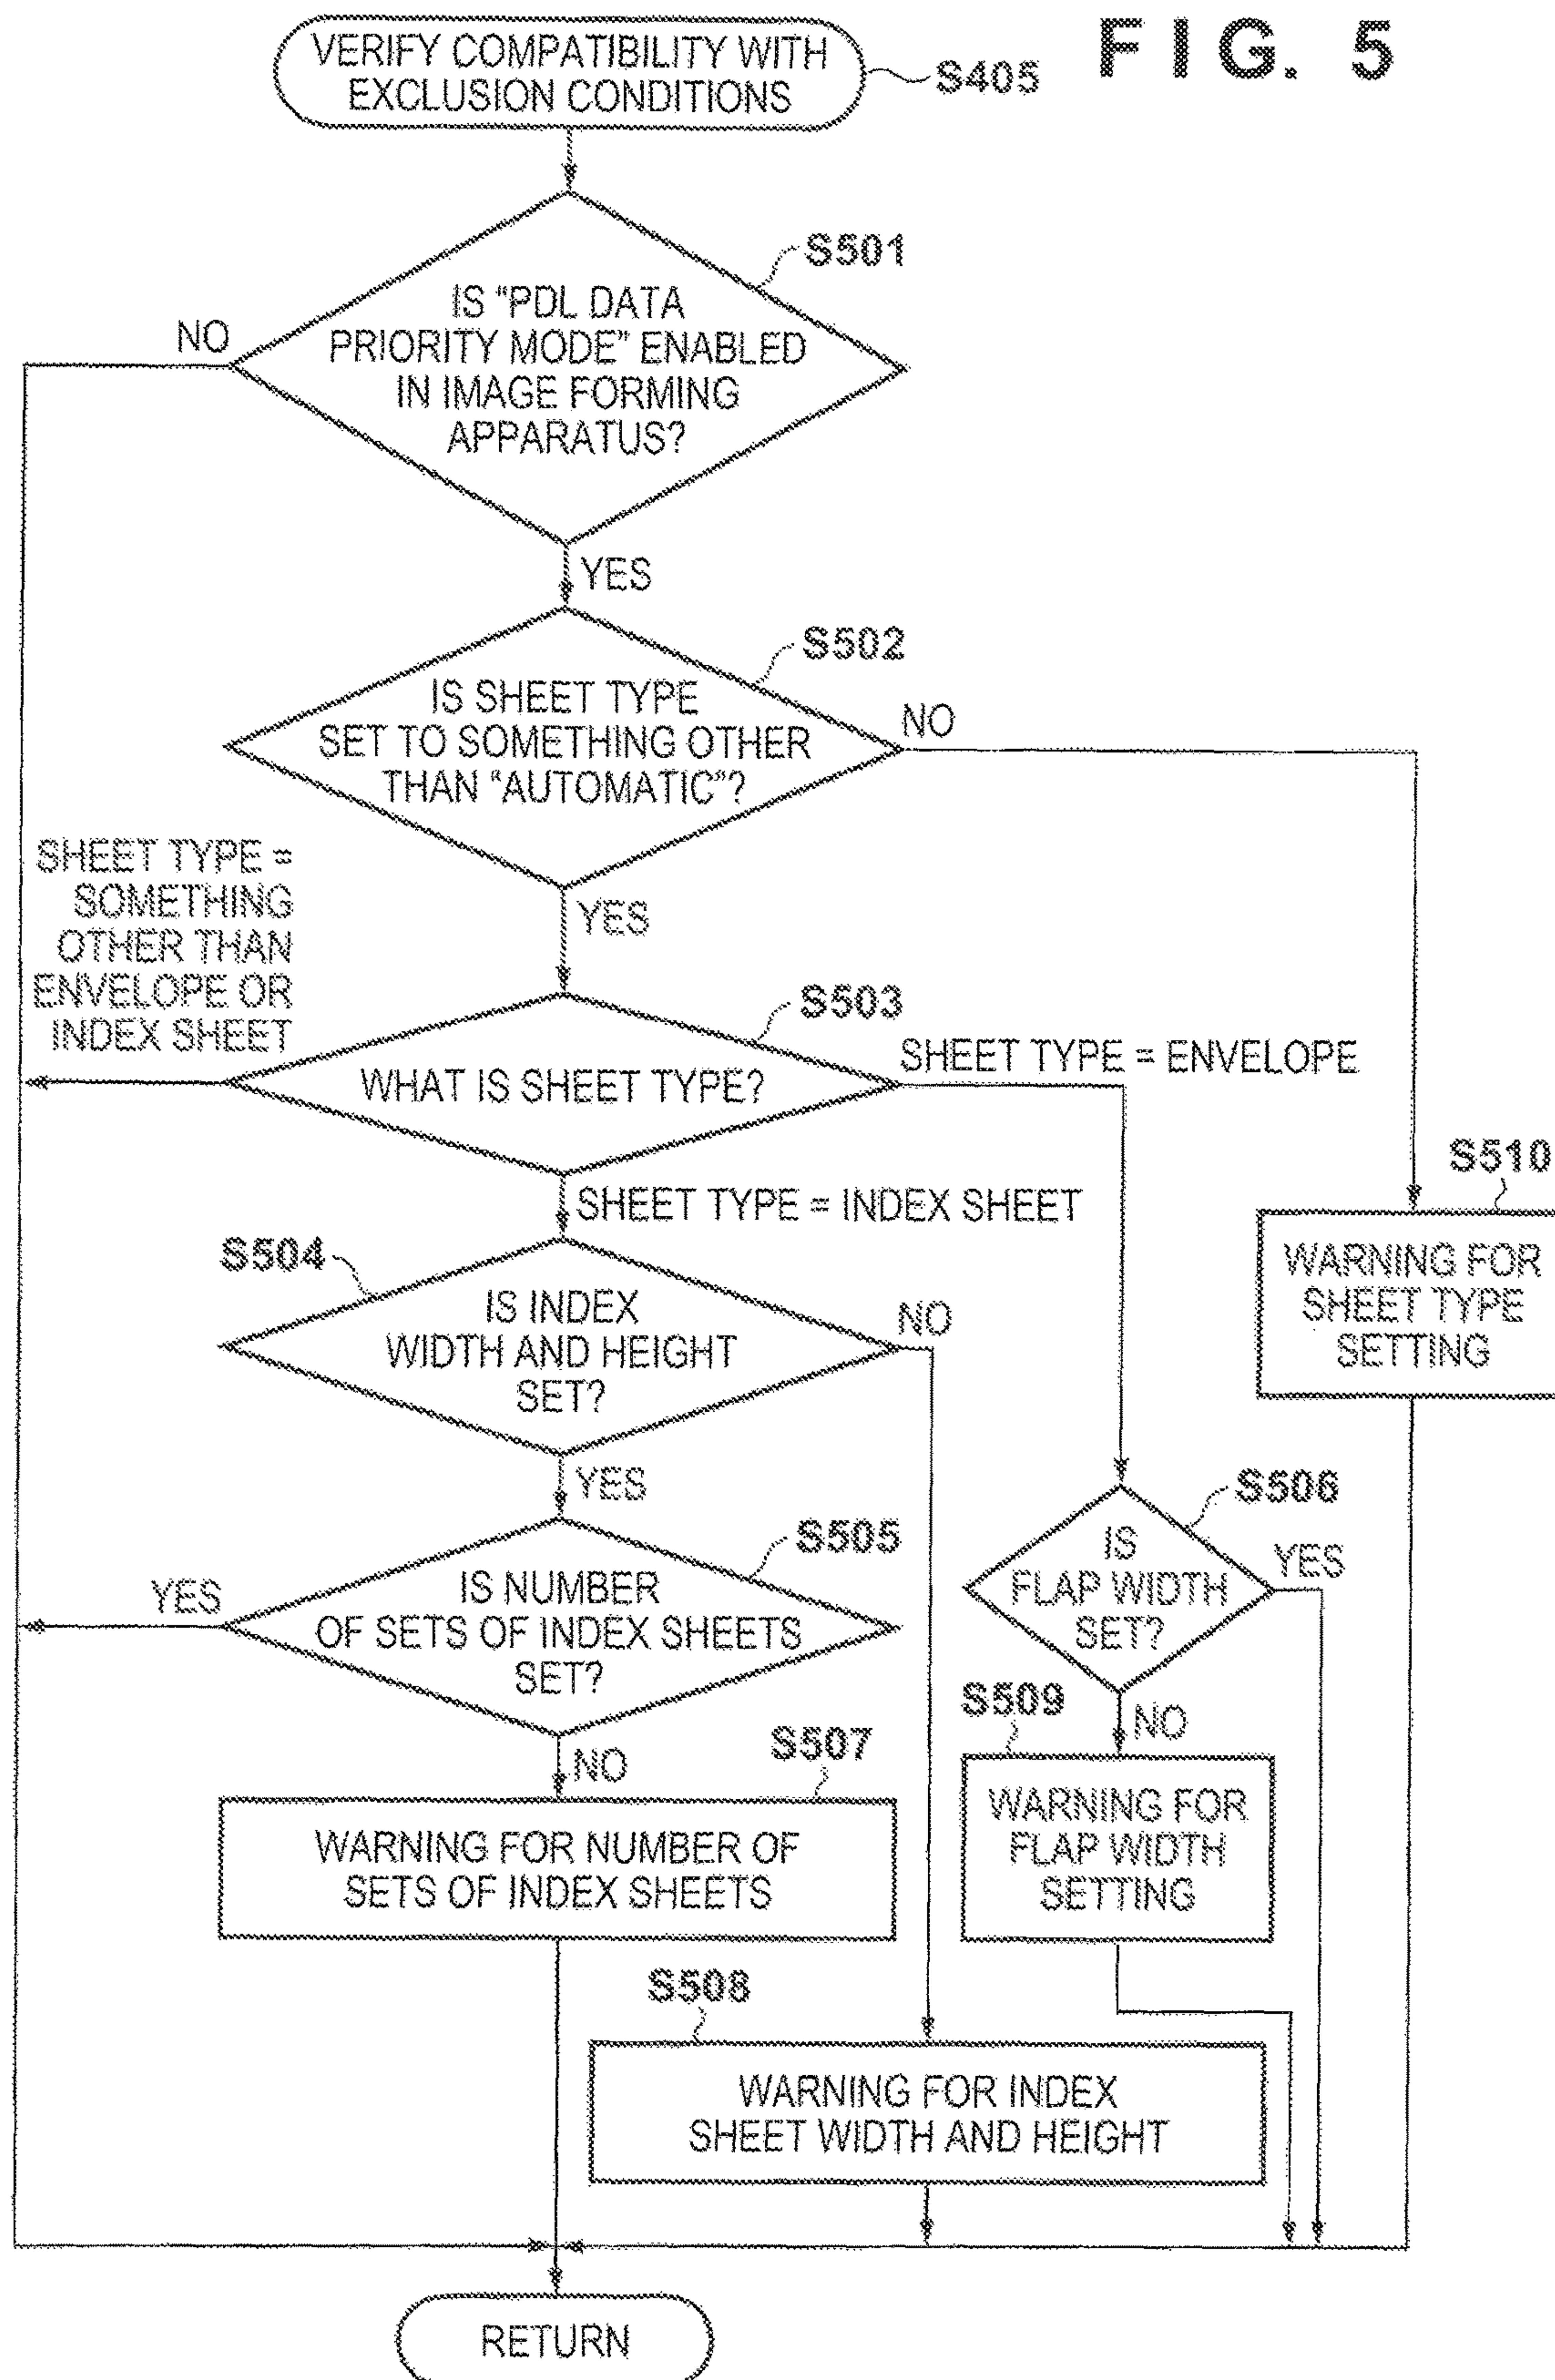 FIG. 5
VERIFY COMPATIBILITY WITH
EXCLUSION CONDITIONS
S405
S501
IS "PDL DATA
PRIORITY MODE" ENABLED
IN IMAGE FORMING
APPARATUS?
NO
YES
S502
IS SHEET TYPE
SET TO SOMETHING OTHER
THAN "AUTOMATIC"?
NO
YES
SHEET TYPE =
SOMETHING
OTHER THAN
ENVELOPE OR
INDEX SHEET
S503
WHAT IS SHEET TYPE?
SHEET TYPE = ENVELOPE
SHEET TYPE = INDEX SHEET
S510
WARNING FOR
SHEET TYPE
SETTING
S504
IS INDEX
WIDTH AND HEIGHT
SET?
NO
YES
S505
IS NUMBER
OF SETS OF INDEX SHEETS
SET?
YES
NO
S506
IS
FLAP WIDTH
SET?
YES
NO
S509
WARNING FOR
FLAP WIDTH
SETTING
S507
WARNING FOR NUMBER OF
SETS OF INDEX SHEETS
S508
WARNING FOR INDEX
SHEET WIDTH AND HEIGHT
RETURN